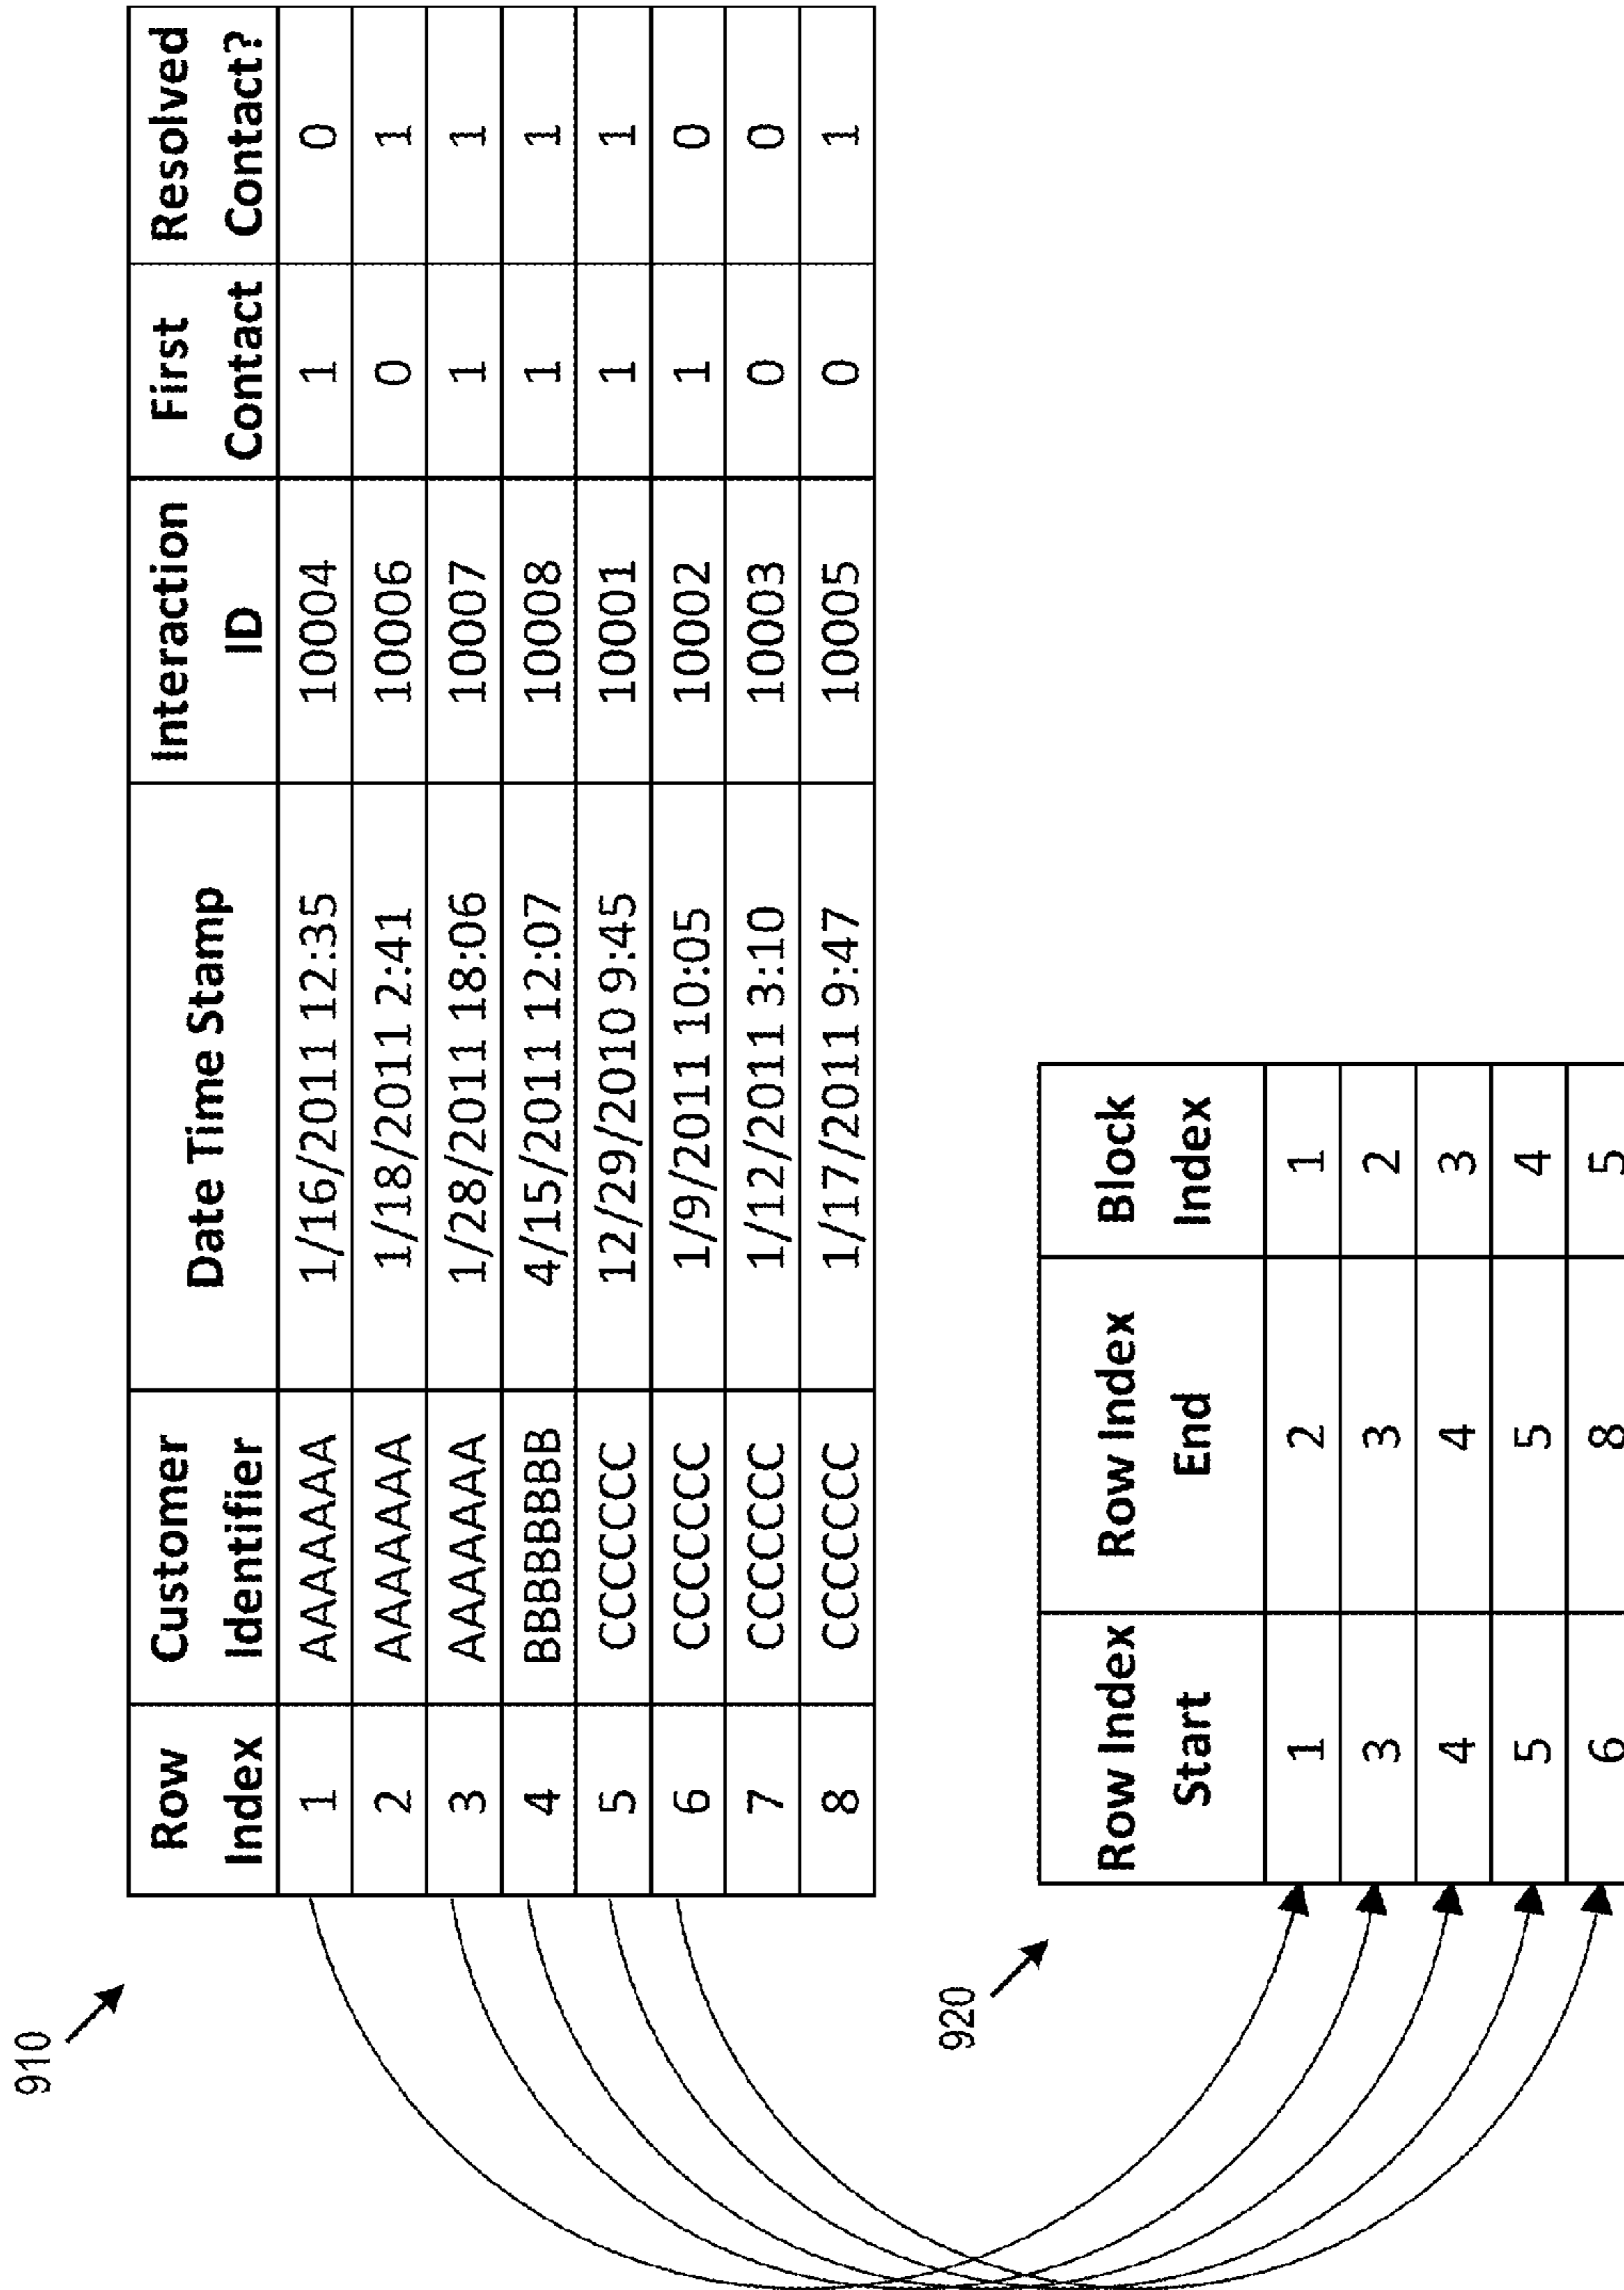 910
Row Index Customer Identifier Date Time Stamp Interaction ID First Contact Resolved Contact?
1 AAAAAAA 1/16/2011 12:35 10004 1 0
2 AAAAAAA 1/18/2011 2:41 10006 0 1
3 AAAAAAA 1/28/2011 18:06 10007 1 1
4 BBBBBBBB 4/15/2011 12:07 10008 1 1
5 CCCCCCCC 12/29/2010 9:45 10001 1 1
6 CCCCCCCC 1/9/2011 10:05 10002 1 0
7 CCCCCCCC 1/12/2011 3:10 10003 0 0
8 CCCCCCCC 1/17/2011 9:47 10005 0 1
920
Row Index Start Row Index End Block Index
1 2 1
3 3 2
4 4 3
5 5 4
6 8 5